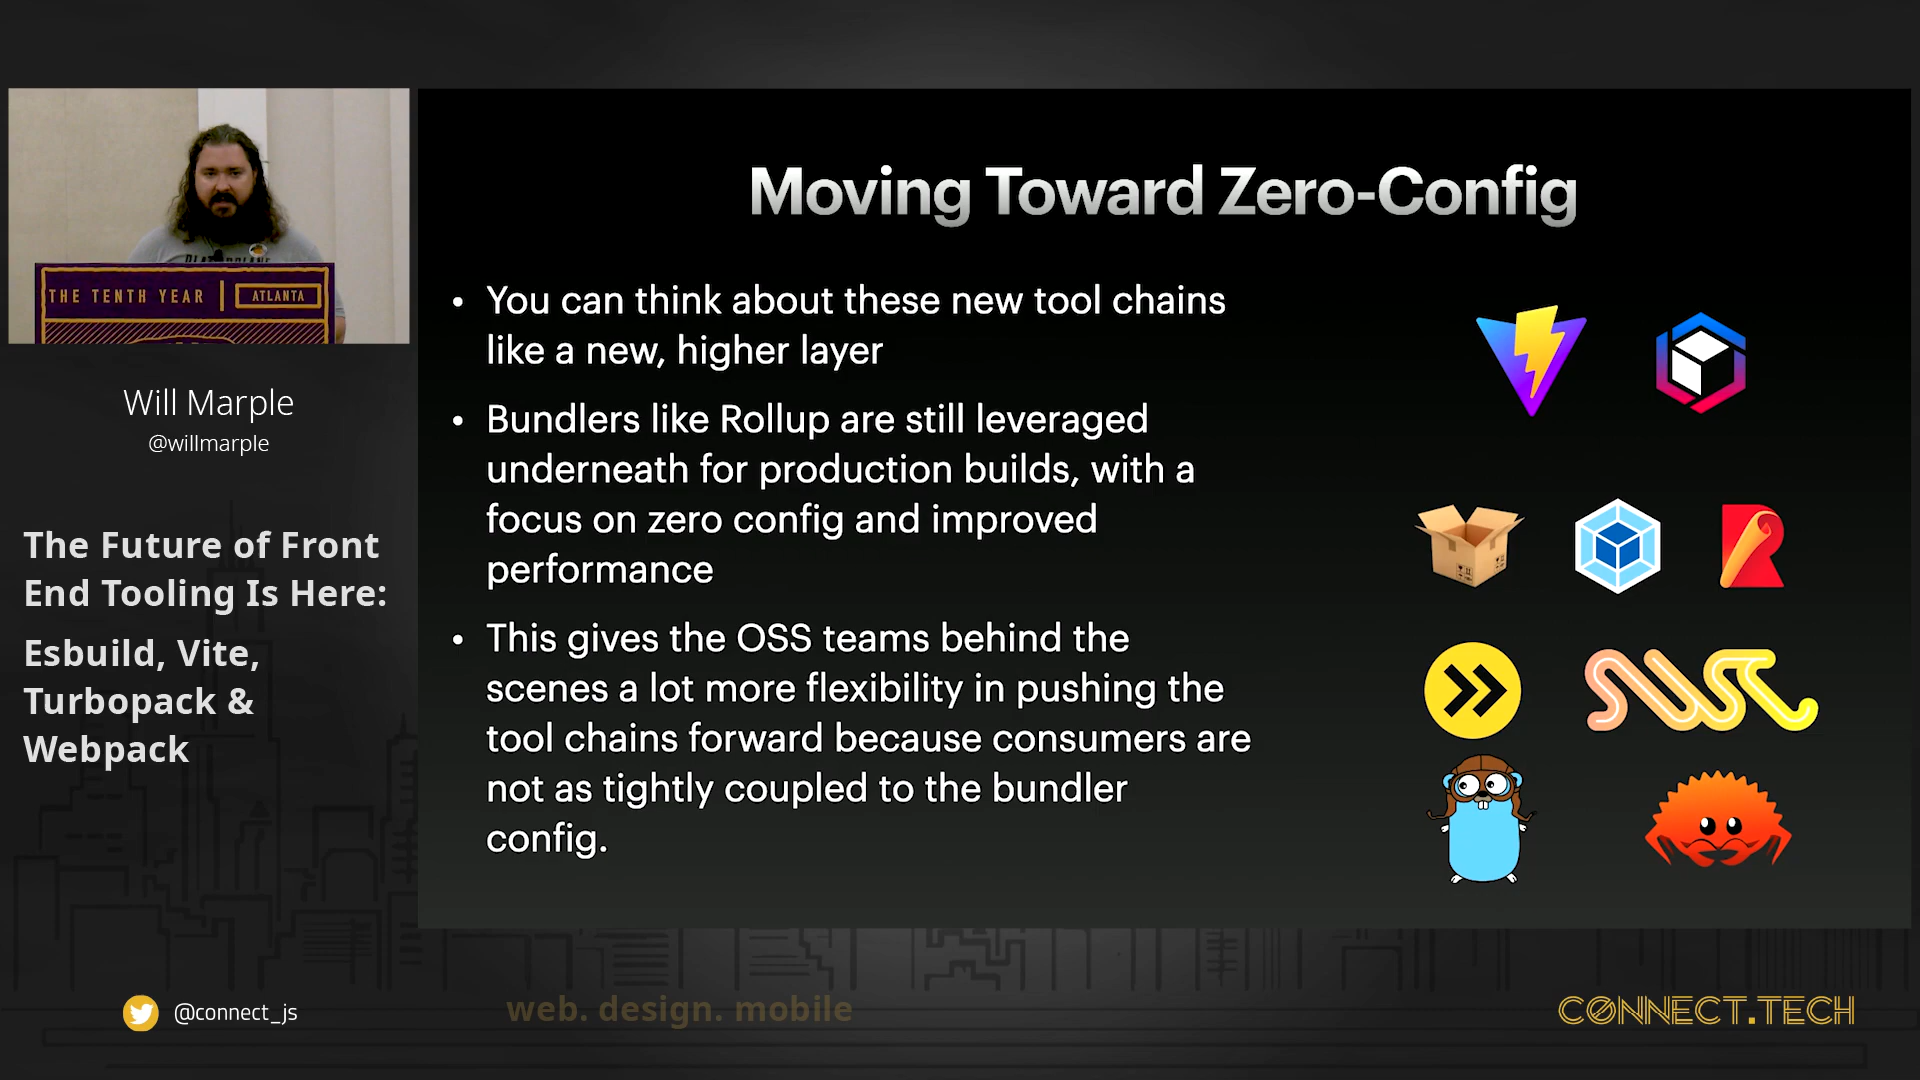 THE TENTH YEAR
ATLANTA
Will Marple
@willmarple
The Future of Front
End Tooling Is Here:
Esbuild, Vite,
Turbopack &
Webpack
Moving Toward Zero-Config
• You can think about these new tool chains
like a new, higher layer
• Bundlers like Rollup are still leveraged
underneath for production builds, with a
focus on zero config and improved
performance
• This gives the OSS teams behind the
scenes a lot more flexibility in pushing the
tool chains forward because consumers are
not as tightly coupled to the bundler
config.
@connect_js
web. design. mobile
CONNECT.TECH